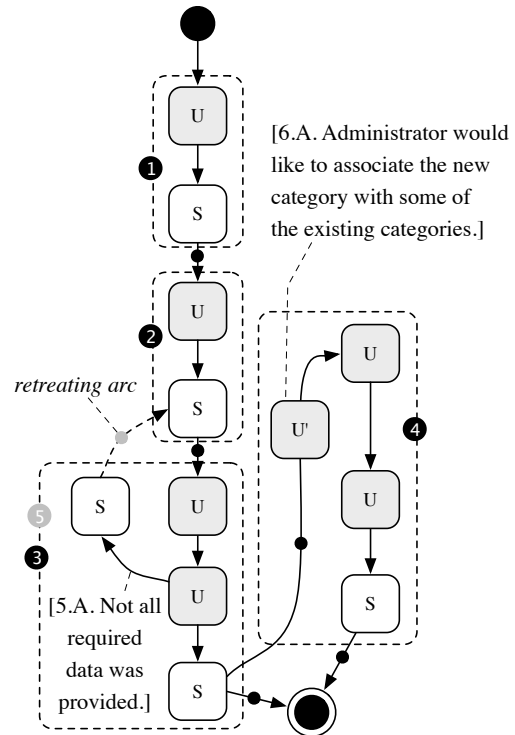 U
[6.A. Administrator would
like to associate the new
category with some of
the existing categories.]
1
S
U
2
U
retreating arc
S
U'
4
S
U
U
5
3
U
[5.A. Not all
required
data was
provided.]
S
S